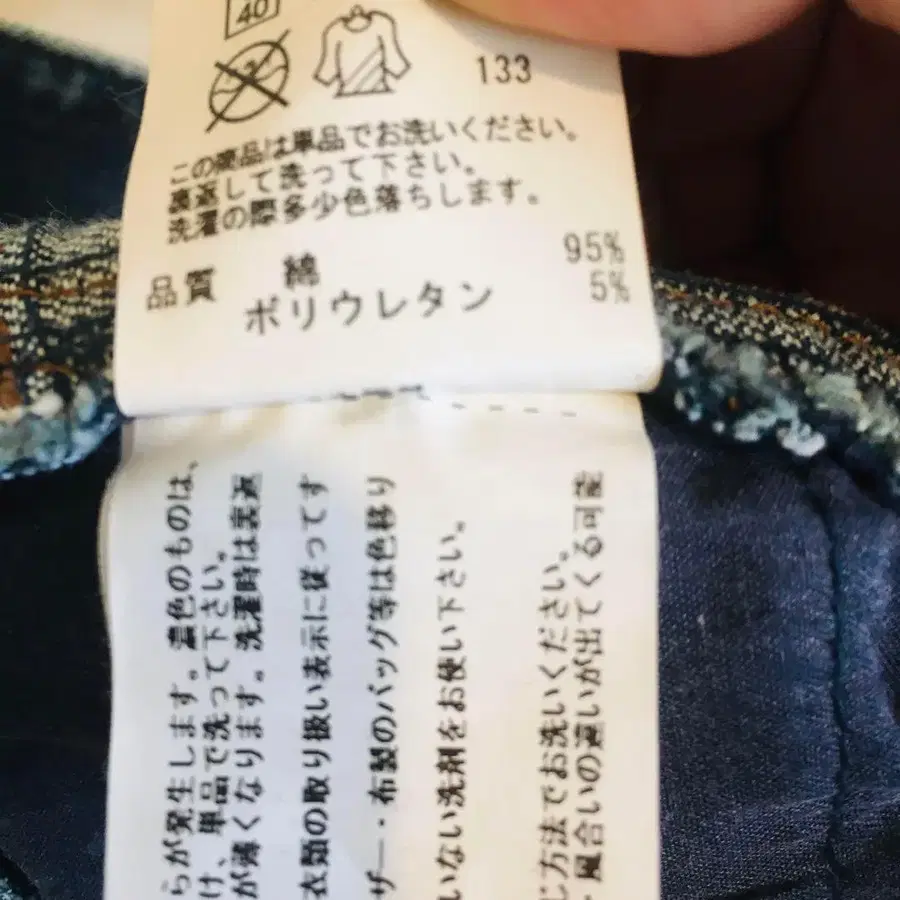 40
133
この商品は単品でお洗いください。
裏返して洗って下さい。
洗濯の際多少色落ちします。
品質 綿 95%
ポリウレタン 5%
らが発生します。濃色のものは、
け、単品で洗って下さい。
が薄くなります。洗濯時は裏返
衣類の取り扱い表示に従ってす
ザー・布製のバッグ等は色移り
いない洗剤をお使い下さい。
じ方法でお洗いください。
・風合いの違いが出てくる可能